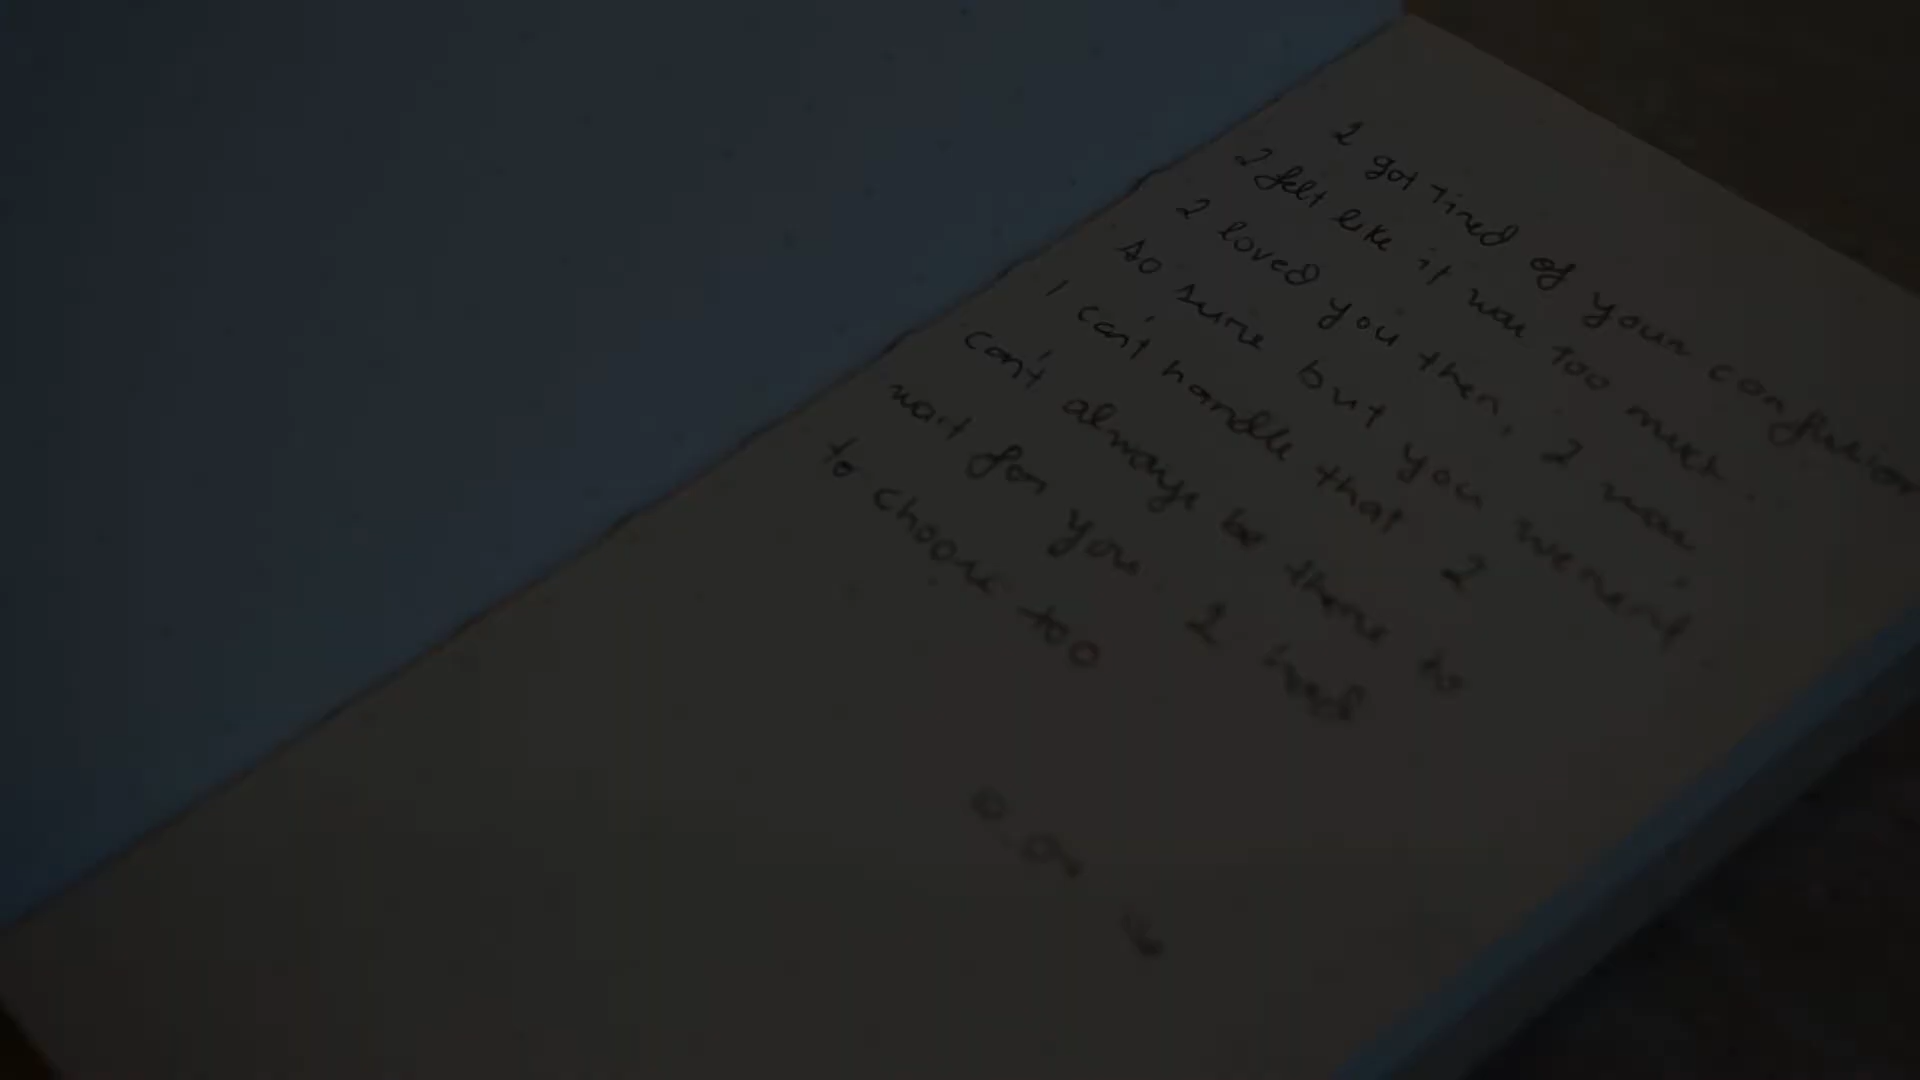 I got tired of your confusion
I felt like it was too much.
I loved you then, I was
so sure but you weren't.
I can't handle that I
can't always be there to
wait for you. I had
to choose too